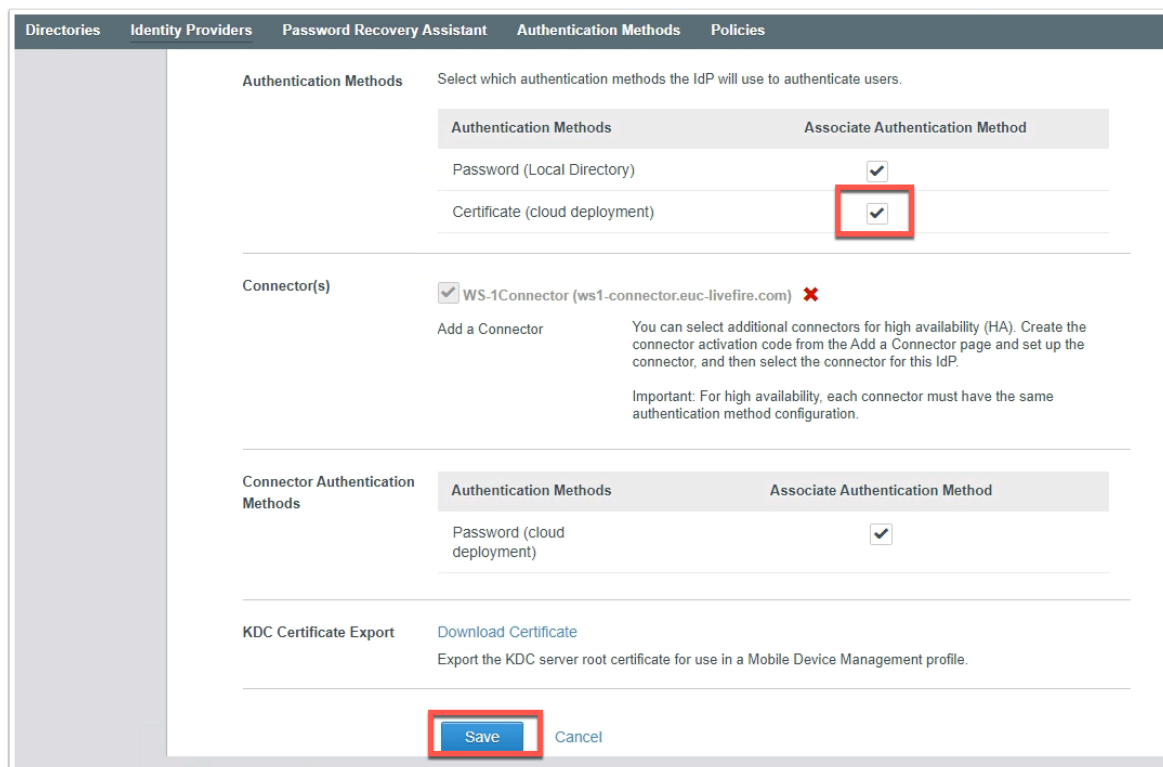 Directories Identity Providers Password Recovery Assistant Authentication Methods Policies
Authentication Methods Select which authentication methods the IdP will use to authenticate users.
Authentication Methods Associate Authentication Method
Password (Local Directory)
Certificate (cloud deployment)
Connector(s) WS-1Connector (ws1-connector.euc-livefire.com)
Add a Connector
You can select additional connectors for high availability (HA). Create the
connector activation code from the Add a Connector page and set up the
connector, and then select the connector for this IdP.
Important: For high availability, each connector must have the same
authentication method configuration.
Connector Authentication
Methods
Authentication Methods Associate Authentication Method
Password (cloud
deployment)
KDC Certificate Export Download Certificate
Export the KDC server root certificate for use in a Mobile Device Management profile.
Save Cancel